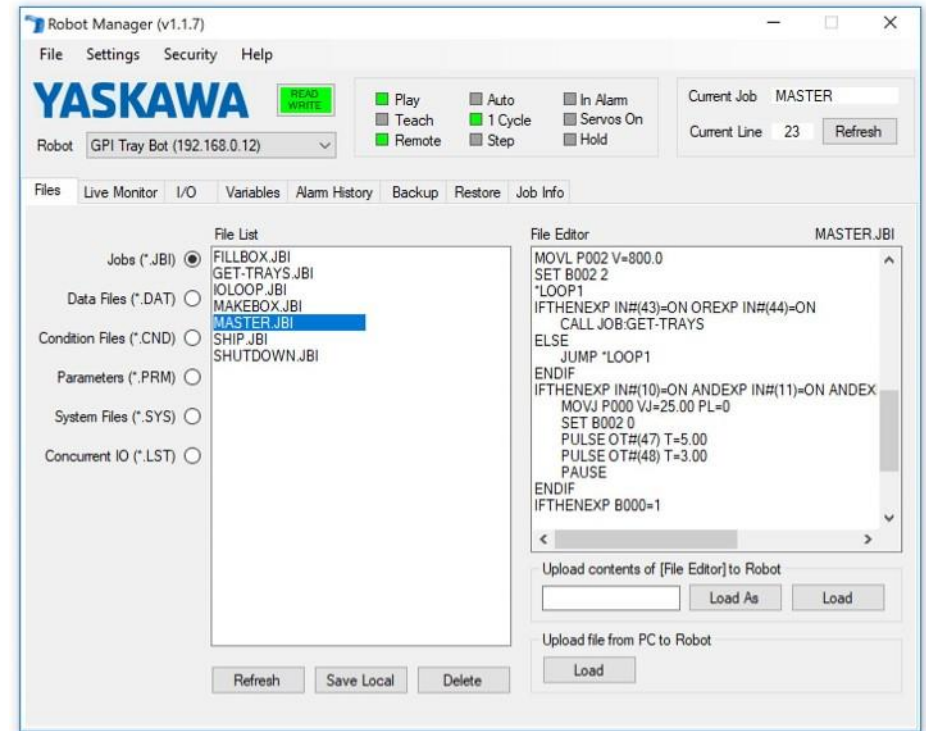 Robot Manager (v1.1.7)
File Settings Security Help
YASKAWA
READ
WRITE
Robot GPI Tray Bot (192.168.0.12)
Play Auto In Alarm
Teach 1 Cycle Servos On
Remote Step Hold
Current Job MASTER
Current Line 23 Refresh
Files Live Monitor I/O Variables Alarm History Backup Restore Job Info
Jobs (*.JBI)
Data Files (*.DAT)
Condition Files (*.CND)
Parameters (*.PRM)
System Files (*.SYS)
Concurrent IO (*.LST)
File List
FILLBOX.JBI
GET-TRAYS.JBI
IOLOOP.JBI
MAKEBOX.JBI
MASTER.JBI
SHIP.JBI
SHUTDOWN.JBI
Refresh Save Local Delete
File Editor MASTER.JBI
MOVL P002 V=800.0
SET B002 2
*LOOP1
IFTHENEXP IN#(43)=ON OREXP IN#(44)=ON
CALL JOB:GET-TRAYS
ELSE
JUMP *LOOP1
ENDIF
IFTHENEXP IN#(10)=ON ANDEXP IN#(11)=ON ANDEX
MOVJ P000 VJ=25.00 PL=0
SET B002 0
PULSE OT#(47) T=5.00
PULSE OT#(48) T=3.00
PAUSE
ENDIF
IFTHENEXP B000=1
Upload contents of [File Editor] to Robot
Load As Load
Upload file from PC to Robot
Load